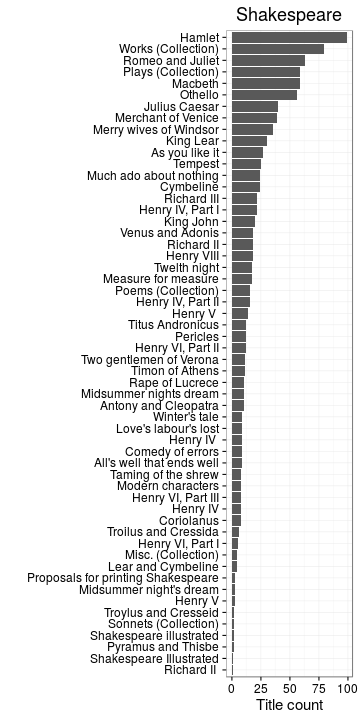 Shakespeare
Hamlet
Works (Collection)
Romeo and Juliet
Plays (Collection)
Macbeth
Othello
Julius Caesar
Merchant of Venice
Merry wives of Windsor
King Lear
As you like it
Tempest
Much ado about nothing
Cymbeline
Richard III
Henry IV, Part I
King John
Venus and Adonis
Richard II
Henry VIII
Twelth night
Measure for measure
Poems (Collection)
Henry IV, Part II
Henry V
Titus Andronicus
Pericles
Henry VI, Part II
Two gentlemen of Verona
Timon of Athens
Rape of Lucrece
Midsummer nights dream
Antony and Cleopatra
Winter's tale
Love's labour's lost
Henry IV
Comedy of errors
All's well that ends well
Taming of the shrew
Modern characters
Henry VI, Part III
Henry IV
Coriolanus
Troilus and Cressida
Henry VI, Part I
Misc. (Collection)
Lear and Cymbeline
Proposals for printing Shakespeare
Midsummer night's dream
Henry V
Troylus and Cresseid
Sonnets (Collection)
Shakespeare illustrated
Pyramus and Thisbe
Shakespeare Illustrated
Richard II
0 25 50 75 100
Title count